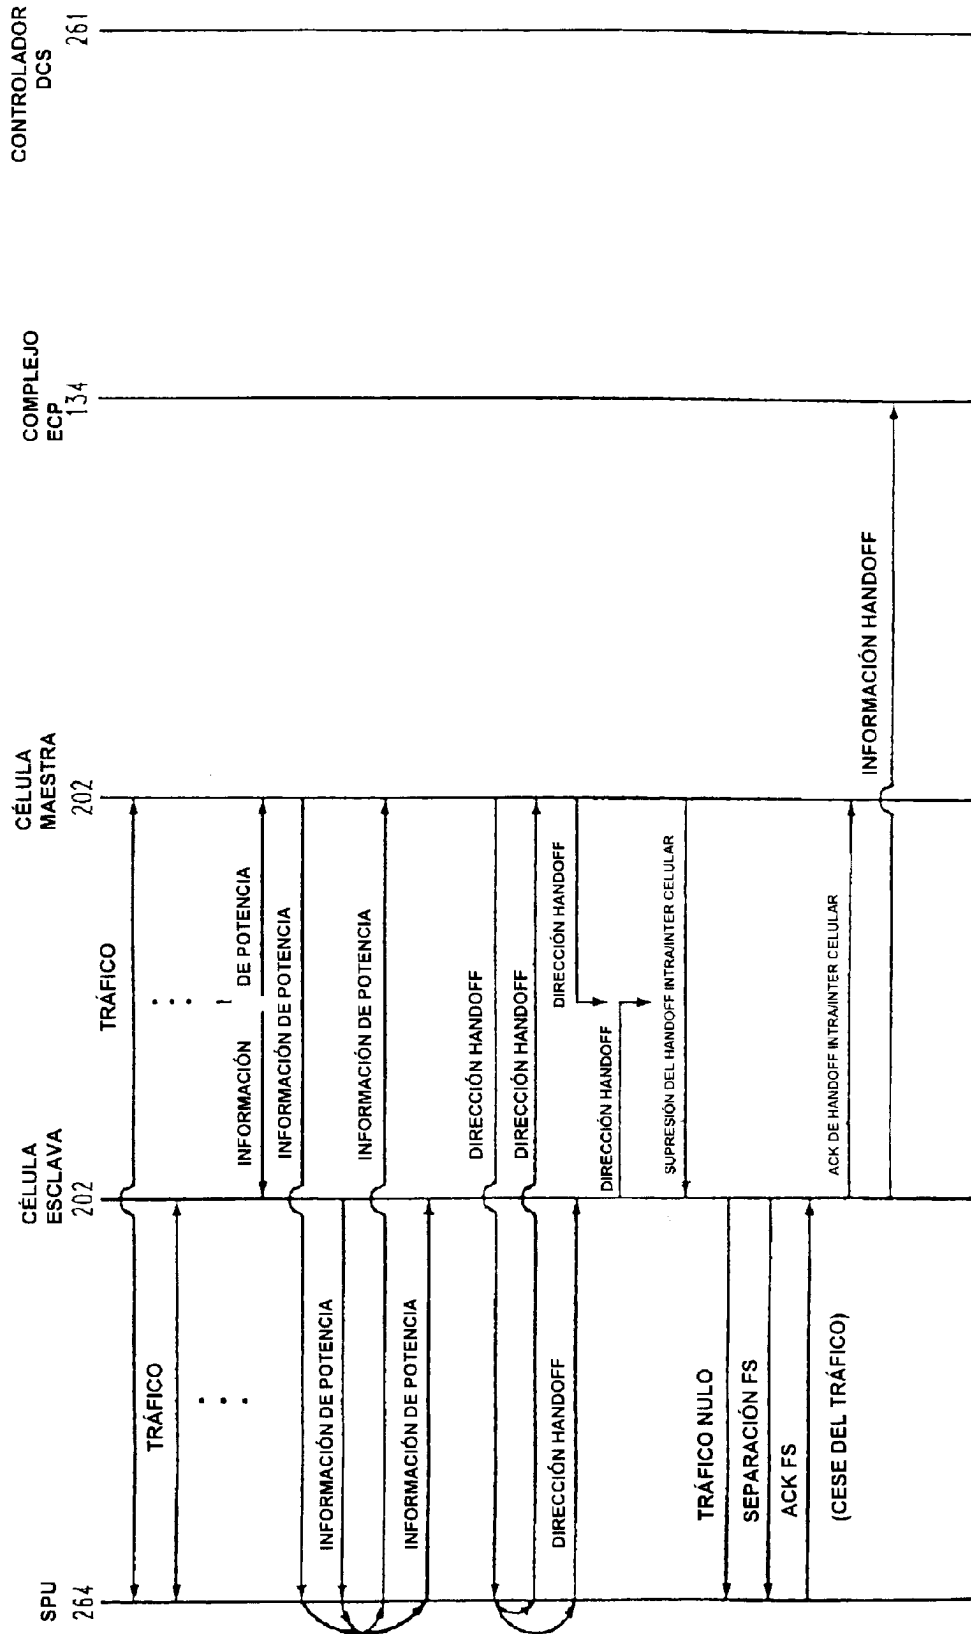 SPU
264
CÉLULA
ESCLAVA
202
CÉLULA
MAESTRA
202
COMPLEJO
ECP
134
CONTROLADOR
DCS
261
TRÁFICO
TRÁFICO
INFORMACIÓN DE POTENCIA
INFORMACIÓN DE POTENCIA
INFORMACIÓN DE POTENCIA
INFORMACIÓN DE POTENCIA
INFORMACIÓN DE POTENCIA
DIRECCIÓN HANDOFF
DIRECCIÓN HANDOFF
DIRECCIÓN HANDOFF
DIRECCIÓN HANDOFF
DIRECCIÓN HANDOFF
SUPRESIÓN DEL HANDOFF INTRA/INTER CELULAR
TRÁFICO NULO
SEPARACIÓN FS
ACK FS
(CESE DEL TRÁFICO)
ACK DE HANDOFF INTRA/INTER CELULAR
INFORMACIÓN HANDOFF